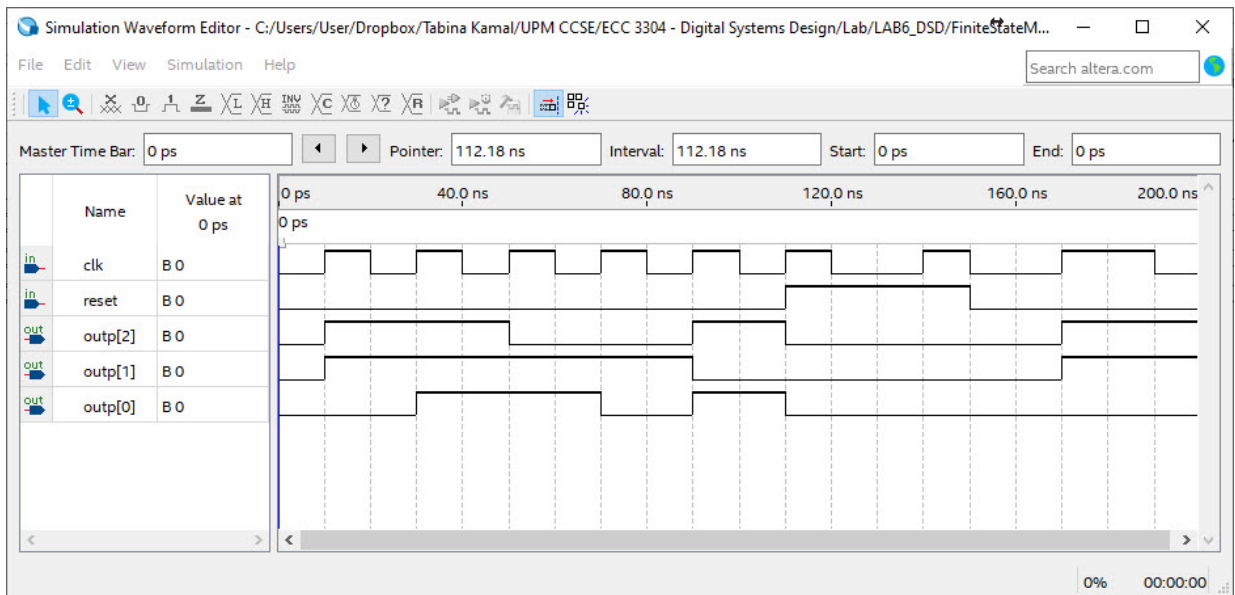 Simulation Waveform Editor - C:/Users/User/Dropbox/Tabina Kamal/UPM CCSE/ECC 3304 - Digital Systems Design/Lab/LAB6_DSD/FiniteStateM...
File Edit View Simulation Help
Search altera.com
Master Time Bar: 0 ps Pointer: 112.18 ns Interval: 112.18 ns Start: 0 ps End: 0 ps
Name Value at 0 ps
0 ps 40.0 ns 80.0 ns 120.0 ns 160.0 ns 200.0 ns
0 ps
in clk B 0
in reset B 0
out outp[2] B 0
out outp[1] B 0
out outp[0] B 0
0% 00:00:00